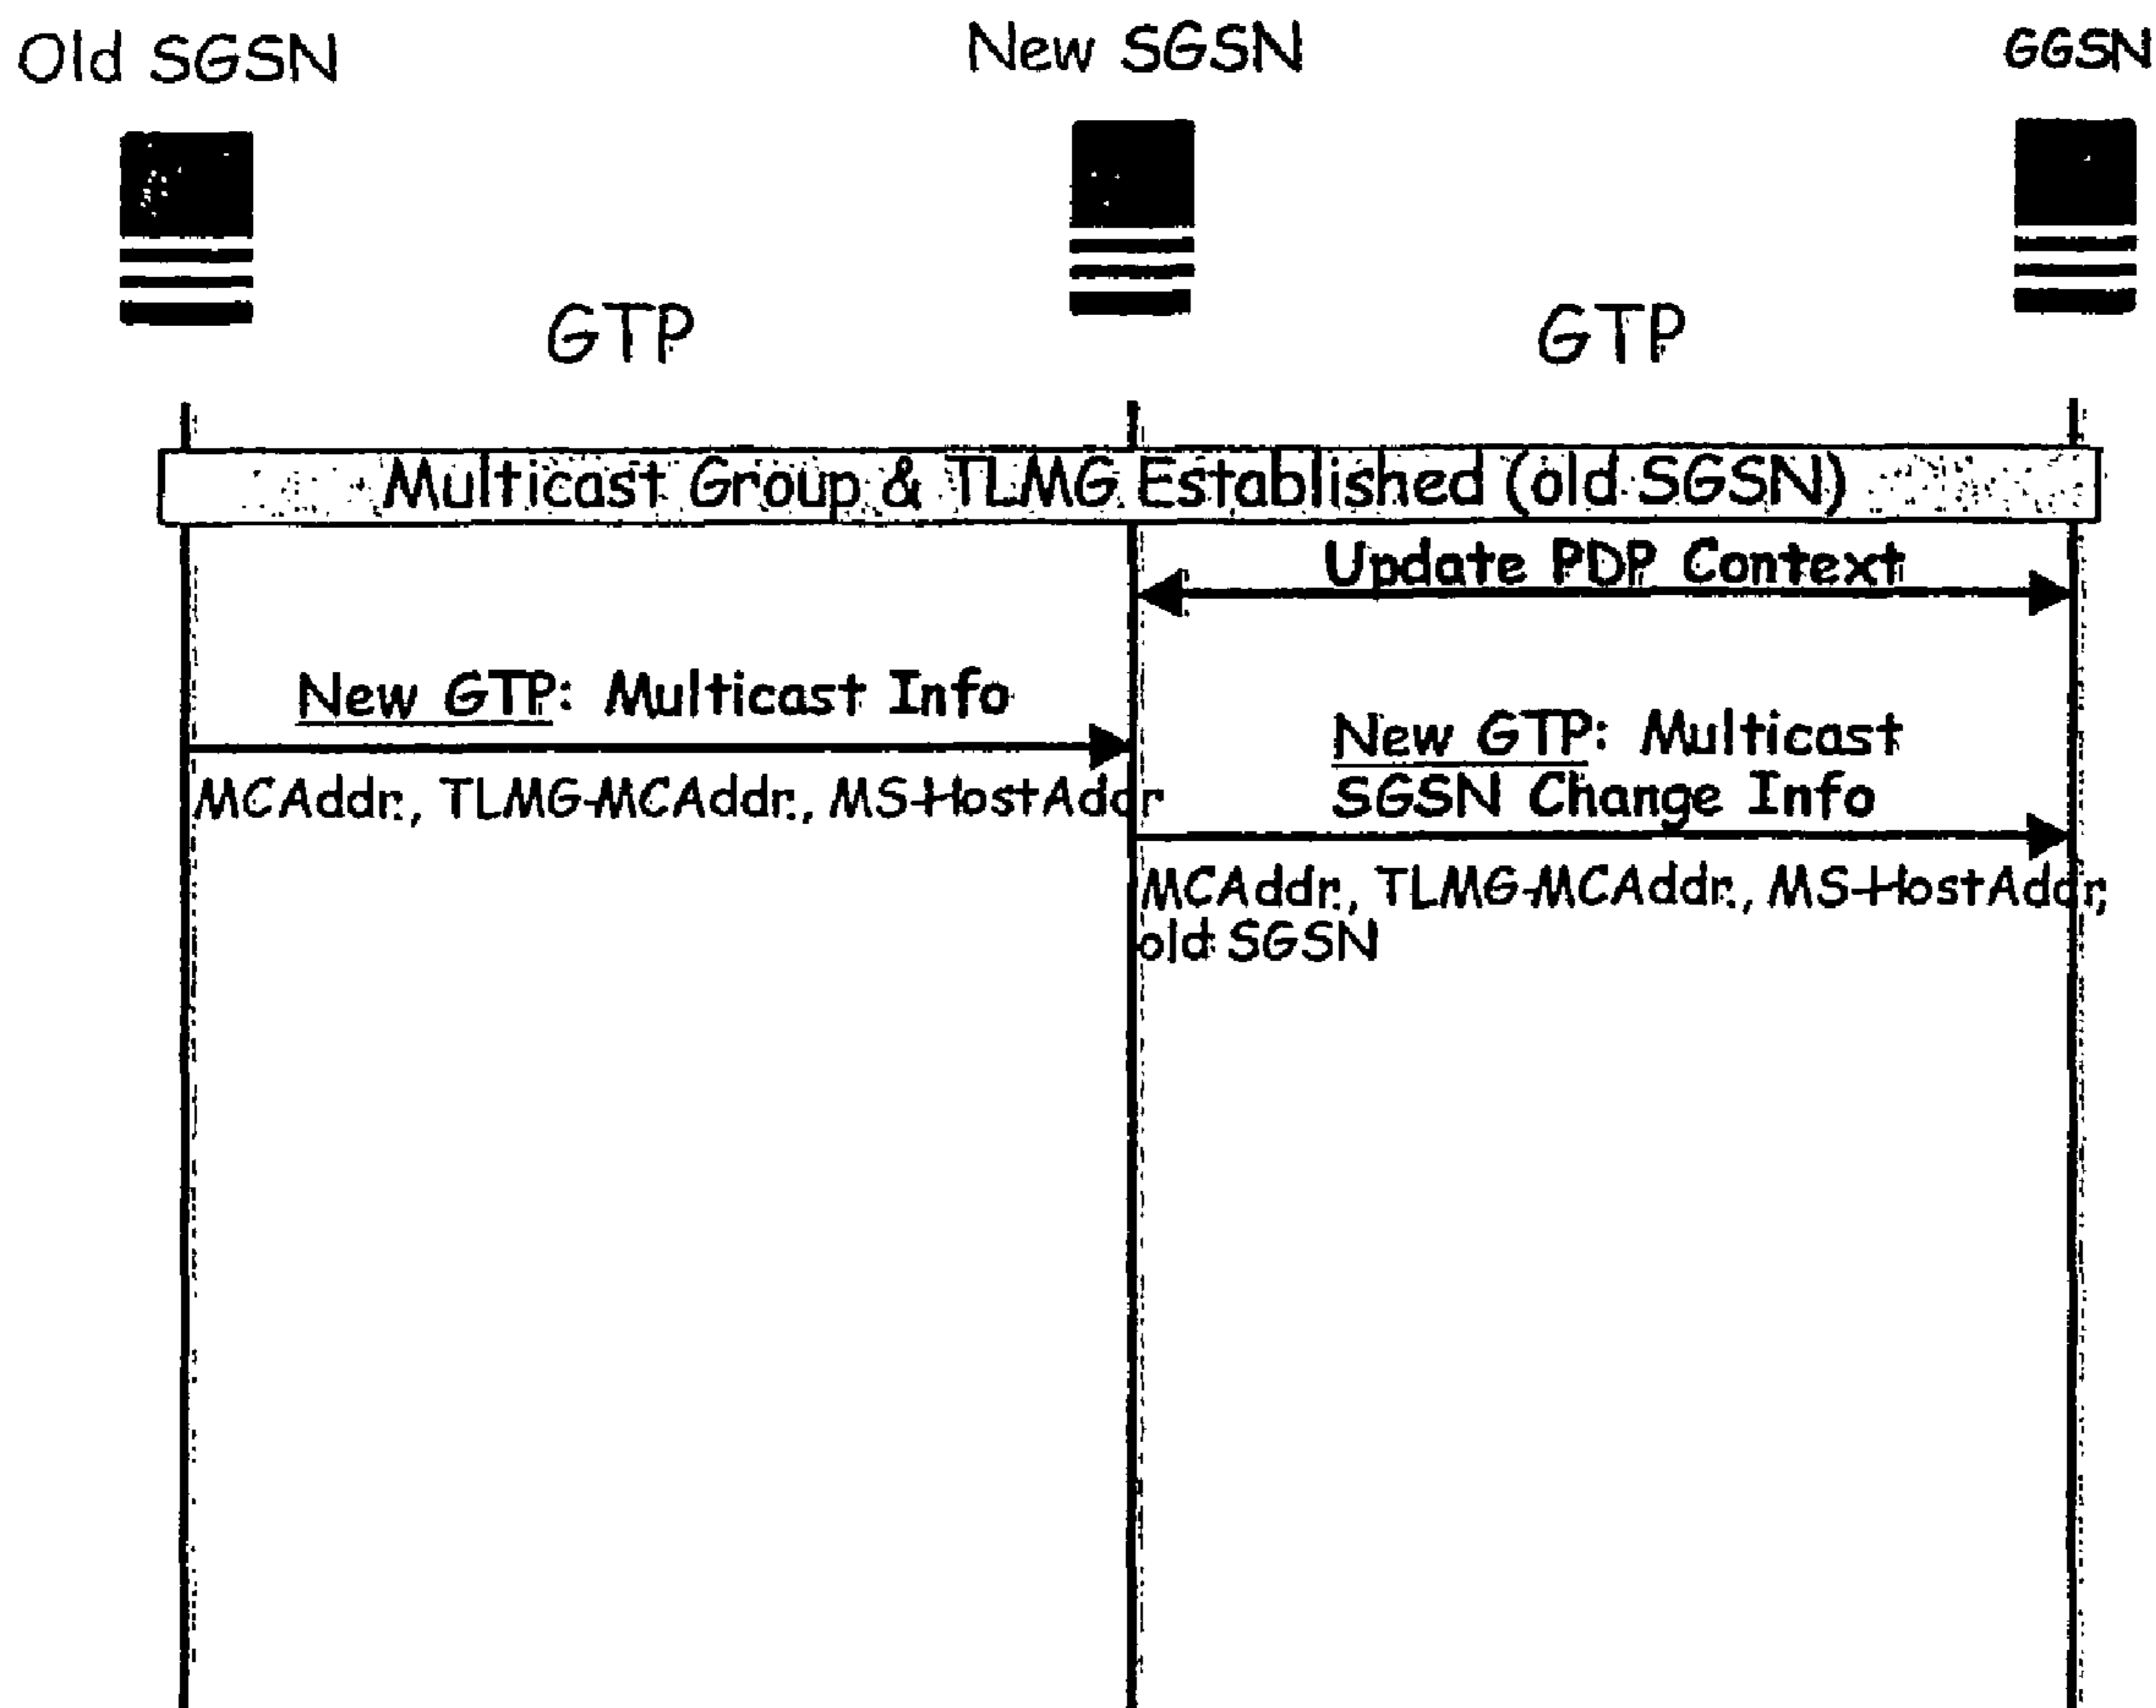 Old SGSN
New SGSN
GGSN
GTP
GTP
Multicast Group & TLMG Established (old SGSN)
Update PDP Context
New GTP: Multicast Info
MCAddr., TLMG-MCAddr., MS-HostAddr
New GTP: Multicast
SGSN Change Info
MCAddr., TLMG-MCAddr., MS-HostAddr,
old SGSN